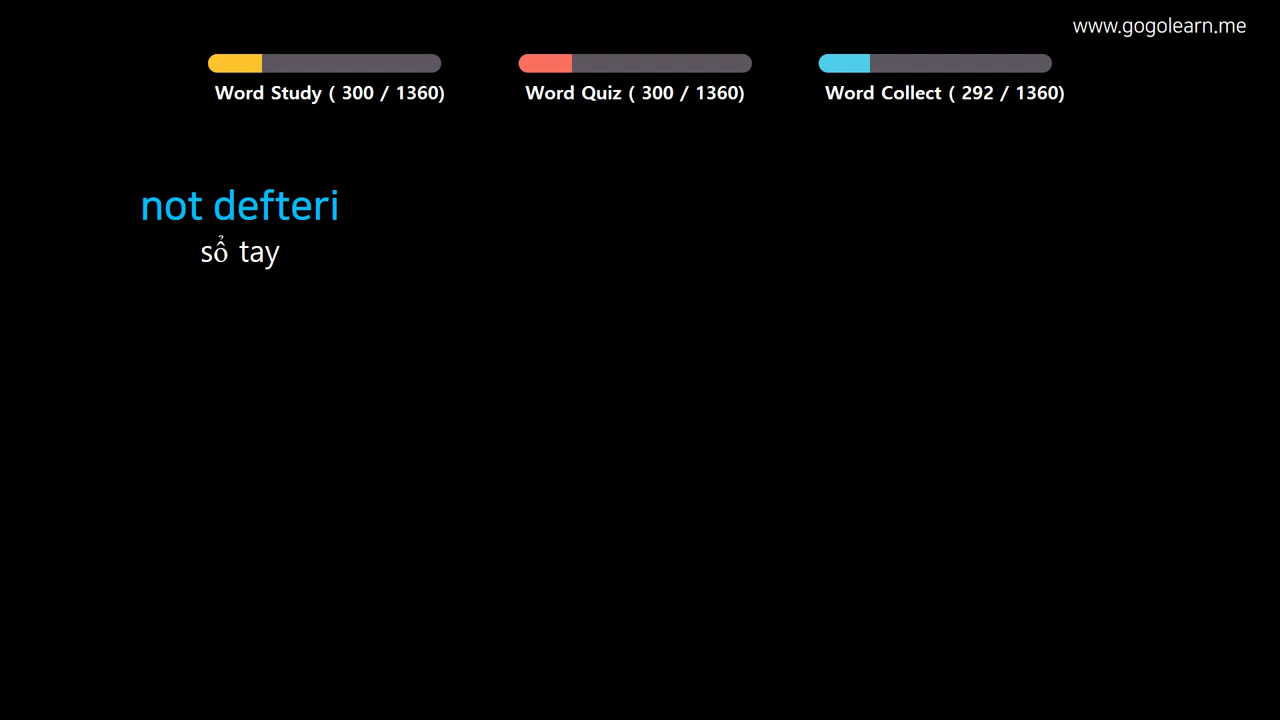 www.gogolearn.me
Word Study ( 300 / 1360)
Word Quiz ( 300 / 1360)
Word Collect ( 292 / 1360)
not defteri
sổ tay